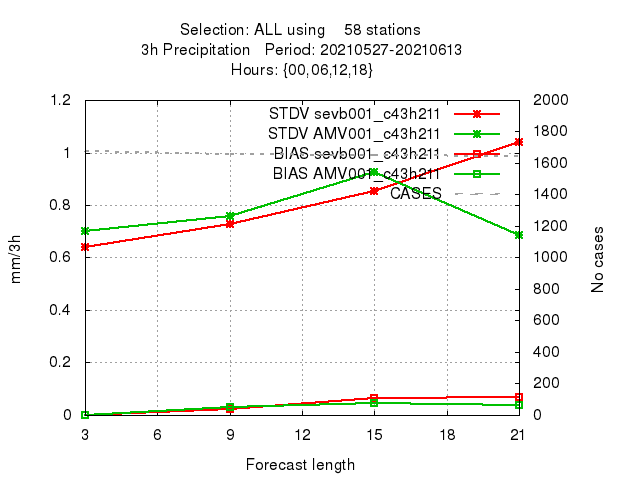 Selection: ALL using 58 stations
3h Precipitation Period: 20210527-20210613
Hours: {00,06,12,18}
1.2
1
0.8
0.6
0.4
0.2
0
mm/3h
STDV sevb001_c43h211
STDV AMV001_c43h211
BIAS sevb001_c43h211
BIAS AMV001_c43h211
CASES
2000
1800
1600
1400
1200
1000
800
600
400
200
0
No cases
3 6 9 12 15 18 21
Forecast length